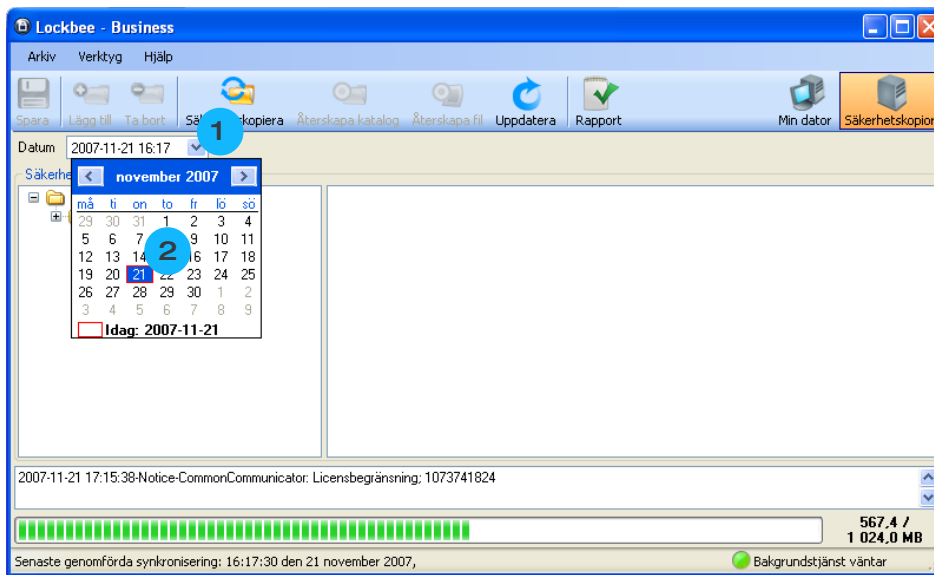 Lockbee - Business
Arkiv Verktyg Hjälp
Spara Lägg till Ta bort Återskapa katalog Återskapa fil Uppdatera Rapport Min dator
1
Datum 2007-11-21 16:17
november 2007
må ti on to fr lö sö
29 30 31 1 2 3 4
5 6 7 9 10 11
12 13 14 16 17 18
2
19 20 21 22 23 24 25
26 27 28 29 30 1 2
3 4 5 6 7 8 9
Idag: 2007-11-21
2007-11-21 17:15:38-Notice-CommonCommunicator: Licensbegränsning; 1073741824
567,4 /
1 024,0 MB
Senaste genomförda synkronisering: 16:17:30 den 21 november 2007,
Bakgrundstjänst väntar